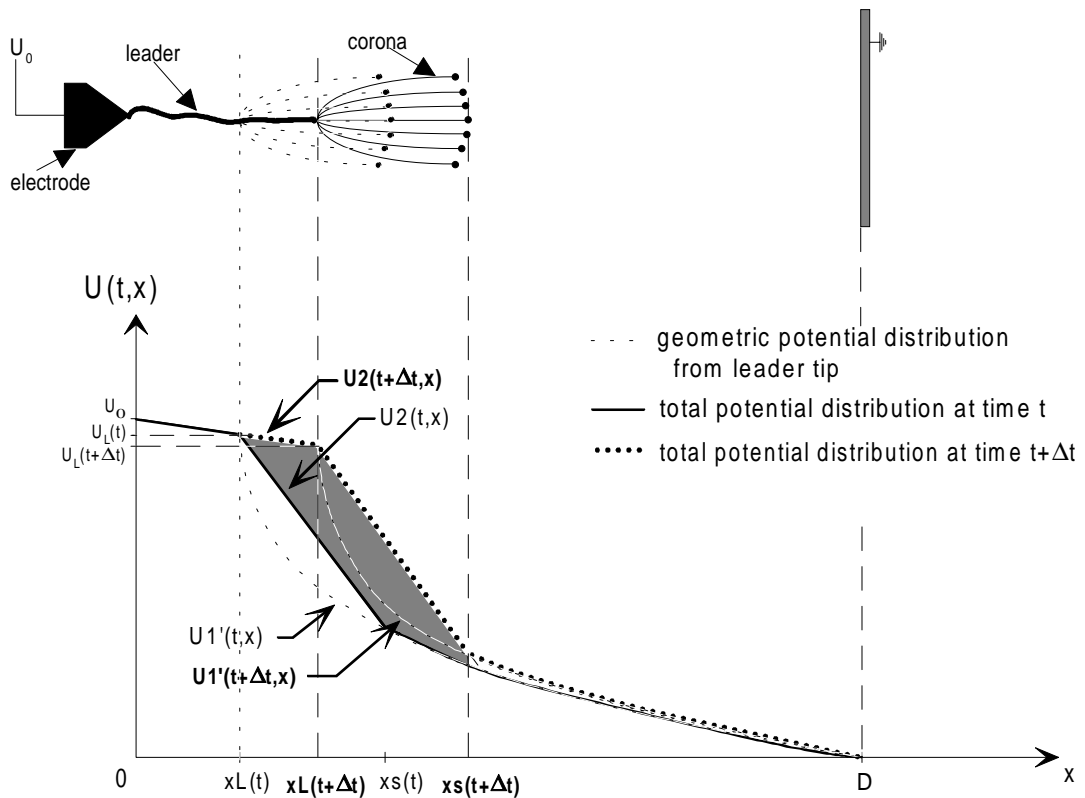 U0
leader
corona
electrode
U(t,x)
geometric potential distribution
from leader tip
total potential distribution at time t
total potential distribution at time t+Δt
U2(t+Δt,x)
U2(t,x)
U0
UL(t)
UL(t+Δt)
U1'(t,x)
U1'(t+Δt,x)
0
xL(t)
xL(t+Δt)
xs(t)
xs(t+Δt)
D
x